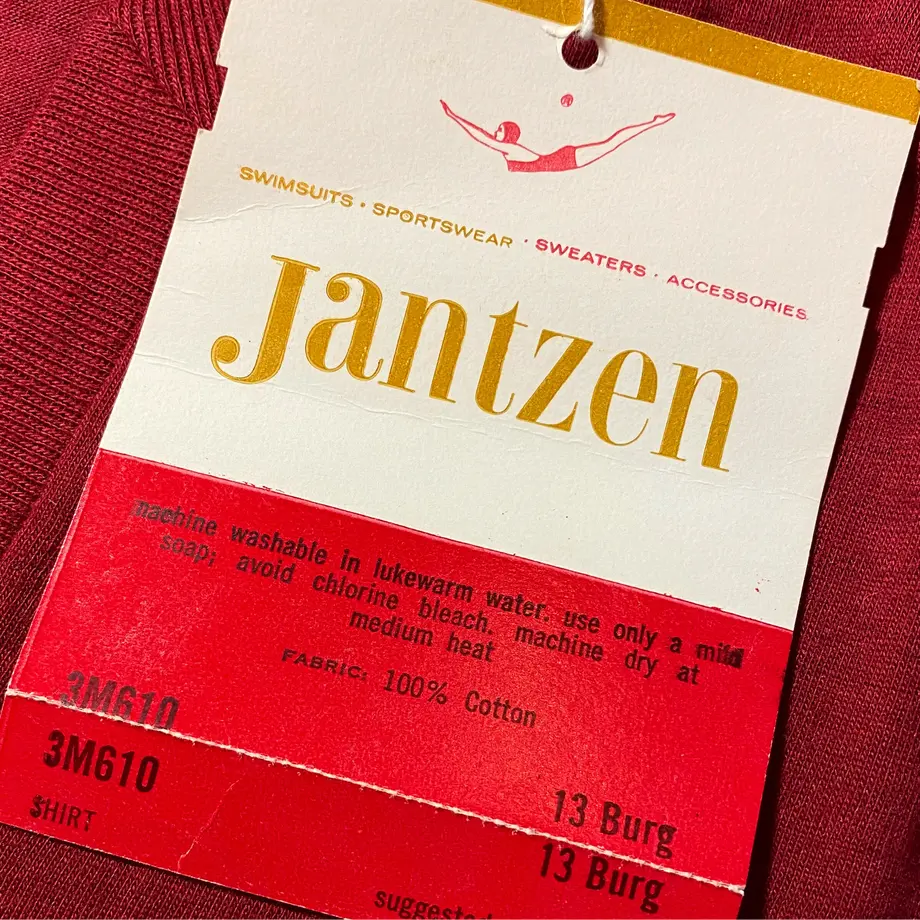 ®
SWIMSUITS · SPORTSWEAR · SWEATERS · ACCESSORIES
Jantzen
machine washable in lukewarm water. use only a mild
soap; avoid chlorine bleach. machine dry at
medium heat
FABRIC: 100% Cotton
3M610
13 Burg
3M610
13 Burg
SHIRT
suggested